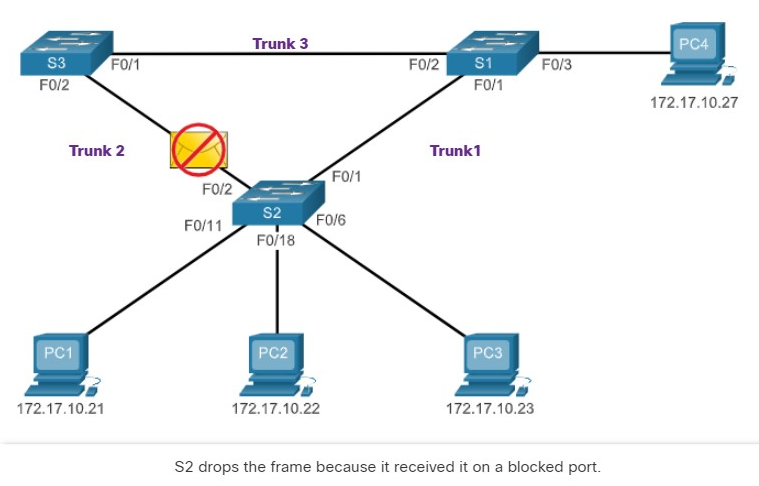 Trunk 3
PC4
S3
F0/1
F0/2
S1
F0/3
F0/2
F0/1
172.17.10.27
Trunk 2
Trunk1
F0/1
F0/2
S2
F0/6
F0/11
F0/18
PC1
PC2
PC3
172.17.10.21
172.17.10.22
172.17.10.23
S2 drops the frame because it received it on a blocked port.